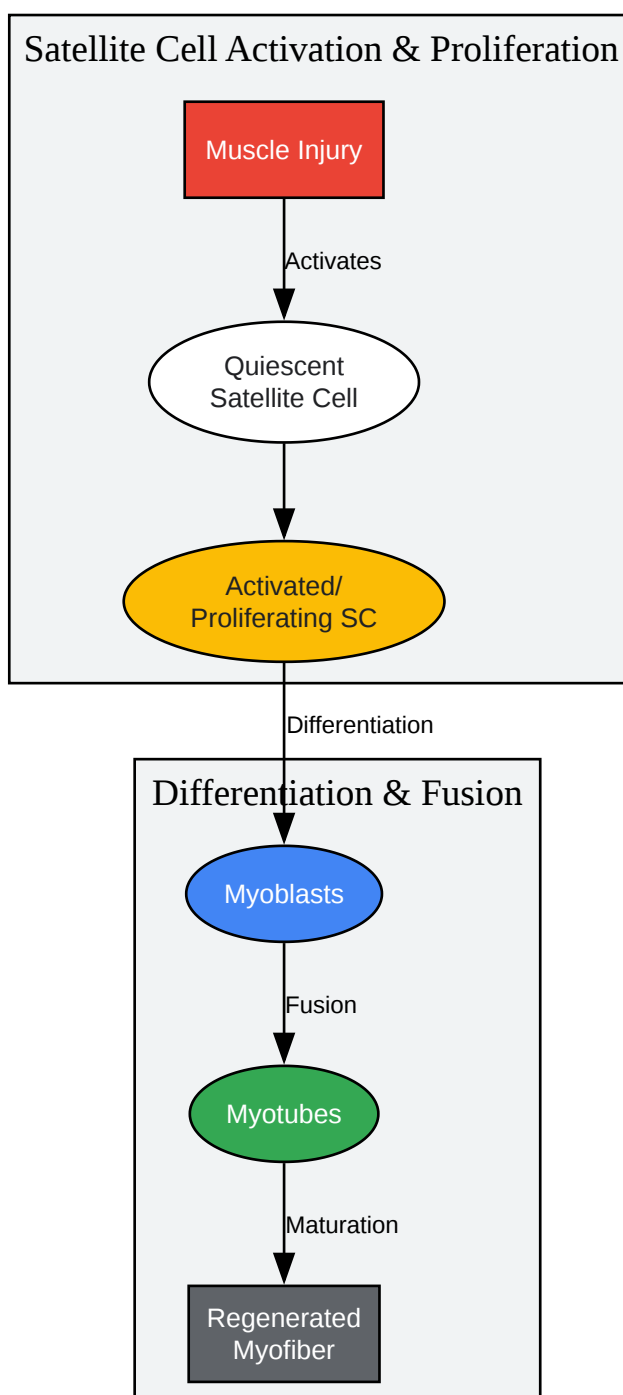 Satellite Cell Activation & Proliferation
Muscle Injury
Activates
Quiescent
Satellite Cell
Activated/
Proliferating SC
Differentiation
Differentiation & Fusion
Myoblasts
Fusion
Myotubes
Maturation
Regenerated
Myofiber